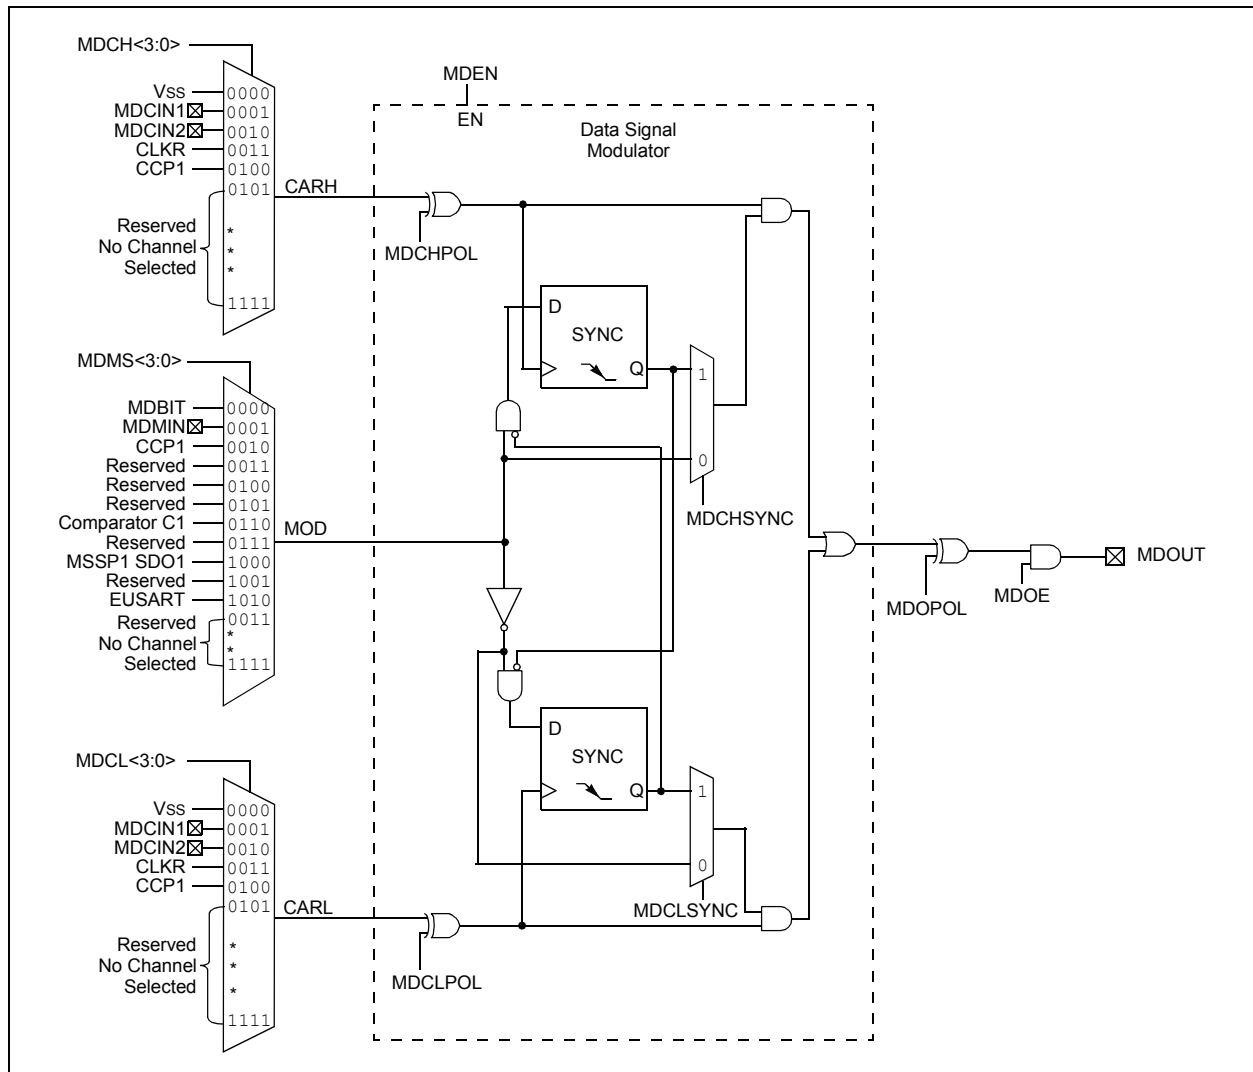 MDCH<3:0>
VSS
0000
MDCIN1
0001
MDCIN2
0010
CLKR
0011
CCP1
0100
0101
Reserved
No Channel
Selected
*
*
*
1111
CARH
MDEN
EN
Data Signal
Modulator
MDCHPOL
D
SYNC
Q
1
0
MDCHSYNC
MDMS<3:0>
MDBIT
0000
MDMIN
0001
CCP1
0010
Reserved
0011
Reserved
0100
Reserved
0101
Comparator C1
0110
Reserved
0111
MSSP1 SDO1
1000
Reserved
1001
EUSART
1010
0011
Reserved
No Channel
Selected
*
*
1111
MOD
MDOPOL
MDOE
MDOUT
D
SYNC
Q
1
0
MDCLSYNC
MDCL<3:0>
VSS
0000
MDCIN1
0001
MDCIN2
0010
CLKR
0011
CCP1
0100
0101
Reserved
No Channel
Selected
*
*
*
1111
CARL
MDCLPOL